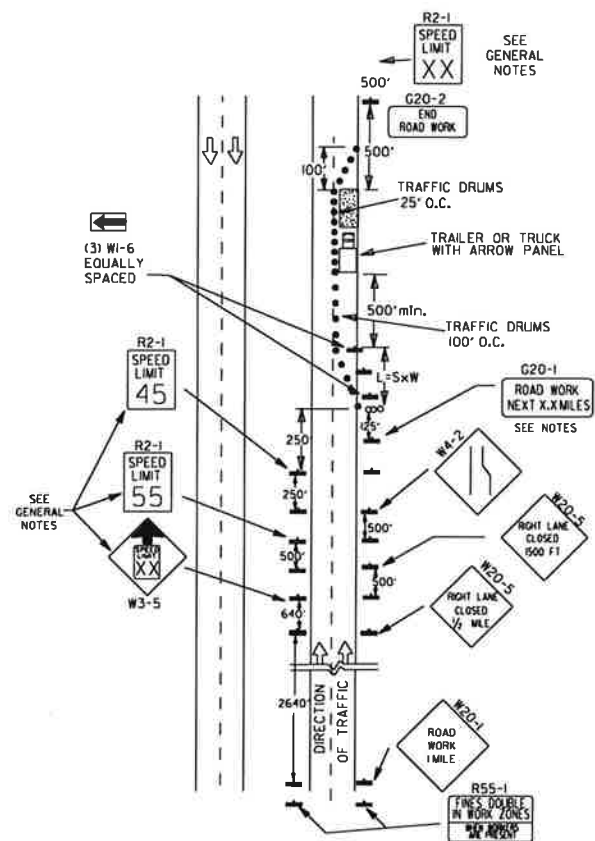 R2-1
SPEED
LIMIT
XX
SEE
GENERAL
NOTES
500'
G20-2
END
ROAD WORK
500'
100'
TRAFFIC DRUMS
25' O.C.
(3) W1-6
EQUALLY
SPACED
TRAILER OR TRUCK
WITH ARROW PANEL
500' min.
TRAFFIC DRUMS
100' O.C.
R2-1
SPEED
LIMIT
45
L=SxW
G20-1
ROAD WORK
NEXT X.X MILES
SEE NOTES
125'
250'
R2-1
SPEED
LIMIT
55
W4-2
250'
500'
SEE
GENERAL
NOTES
W20-5
RIGHT LANE
CLOSED
1500 FT
500'
500'
SPEED
LIMIT
XX
W3-5
W20-5
RIGHT LANE
CLOSED
1/2 MILE
640'
2640'
DIRECTION
OF TRAFFIC
W20-1
ROAD
WORK
1 MILE
R55-1
FINES DOUBLE
IN WORK ZONES
WHEN WORKERS
ARE PRESENT